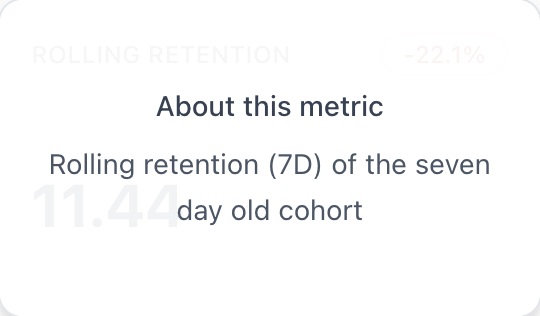 ROLLING RETENTION -22.1%
About this metric
Rolling retention (7D) of the seven
day old cohort
11.44